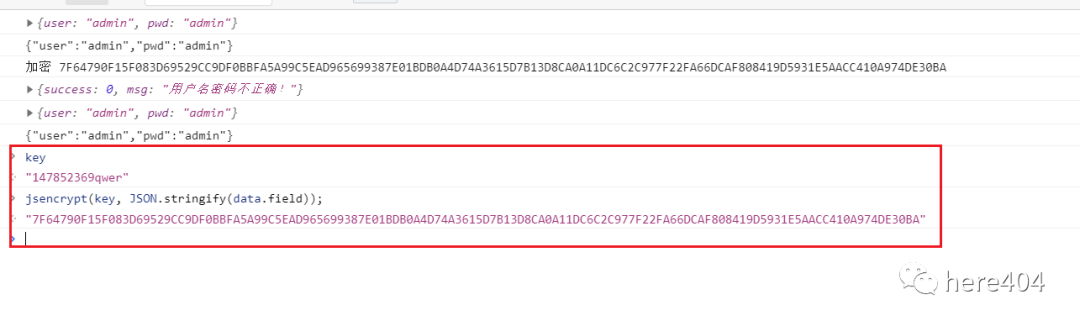 {user: "admin", pwd: "admin"}
{"user":"admin","pwd":"admin"}
加密 7F64790F15F083D69529CC9DF0BBFA5A99C5EAD965699387E01BDB0A4D74A3615D7B13D8CA0A11DC6C2C977F22FA66DCAF808419D5931E5AACC410A974DE30BA
{success: 0, msg: "用户名密码不正确！"}
{user: "admin", pwd: "admin"}
{"user":"admin","pwd":"admin"}
key
"147852369qwer"
jsencrypt(key, JSON.stringify(data.field));
"7F64790F15F083D69529CC9DF0BBFA5A99C5EAD965699387E01BDB0A4D74A3615D7B13D8CA0A11DC6C2C977F22FA66DCAF808419D5931E5AACC410A974DE30BA"
here404